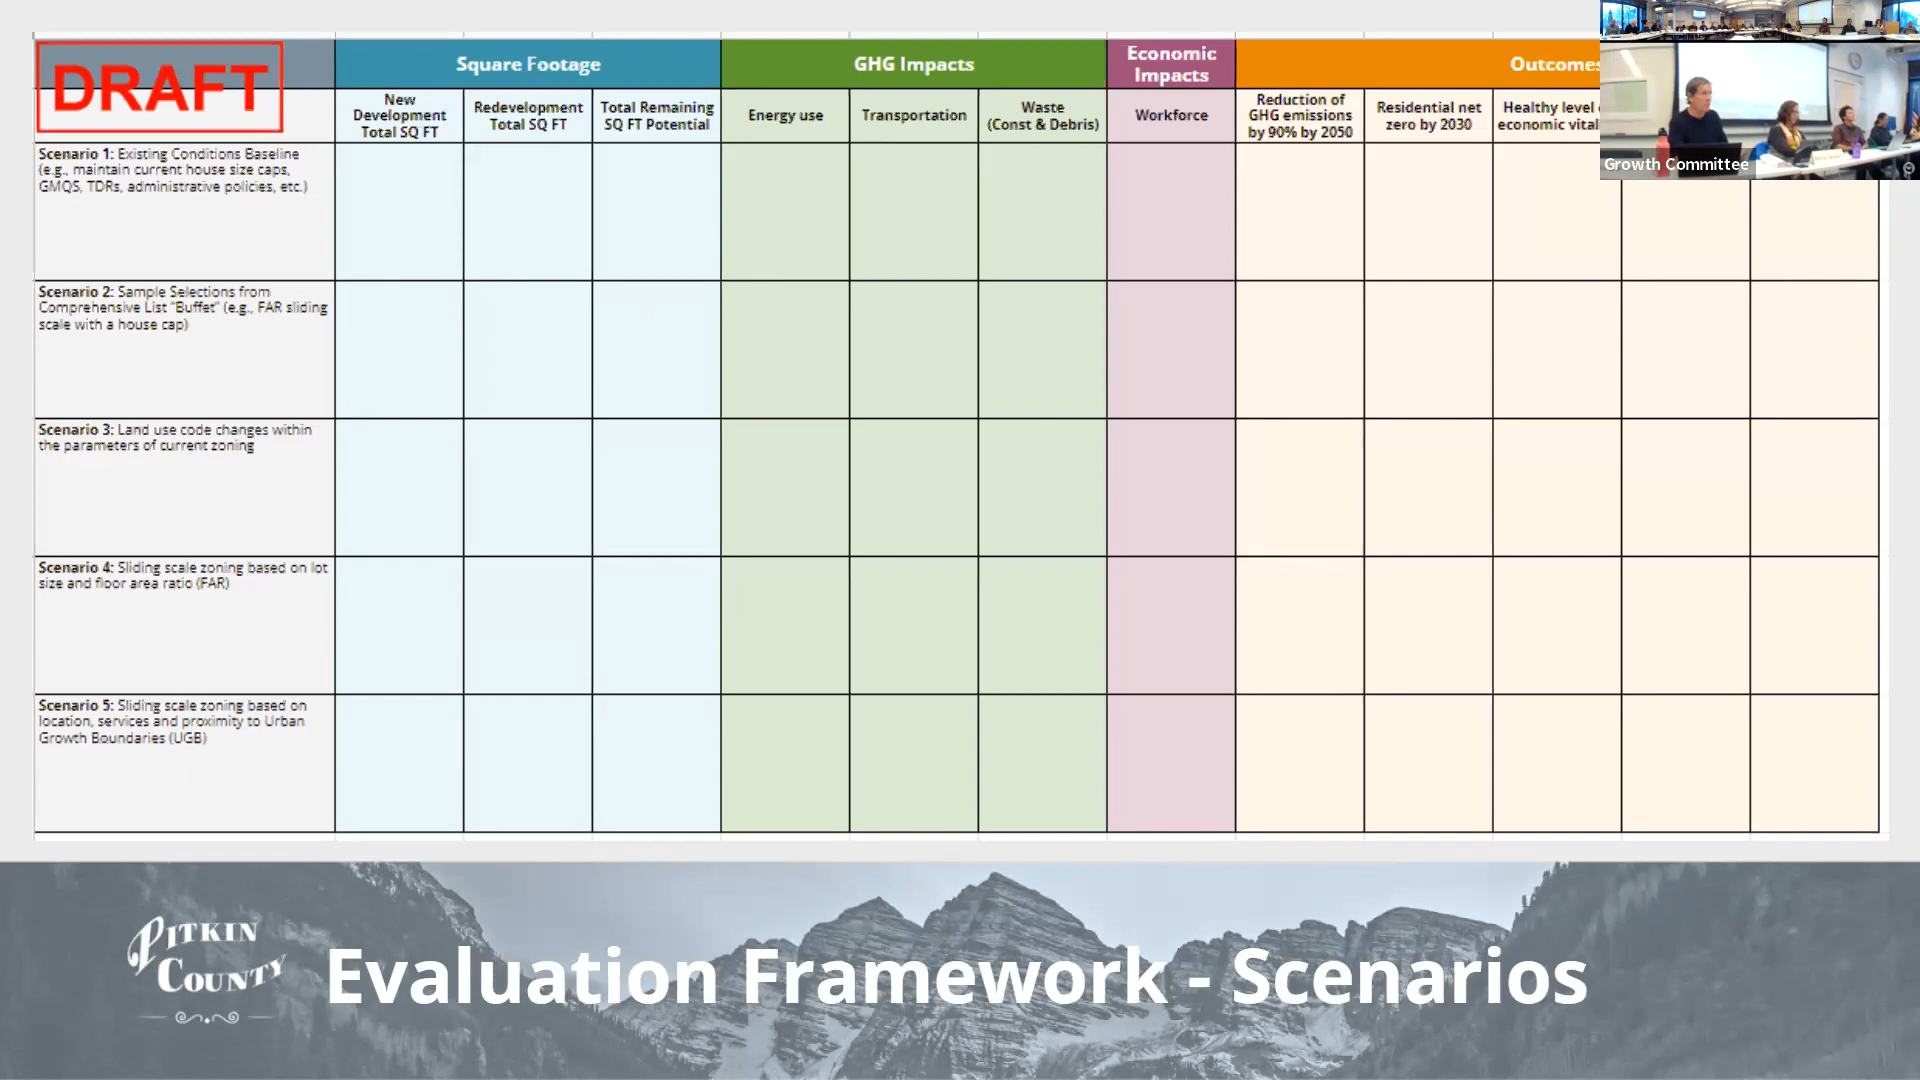 DRAFT
Square Footage
GHG Impacts
Economic
Impacts
Outcomes
New
Development
Total SQ FT
Redevelopment
Total SQ FT
Total Remaining
SQ FT Potential
Energy use
Transportation
Waste
(Const & Debris)
Workforce
Reduction of
GHG emissions
by 90% by 2050
Residential net
zero by 2030
Healthy level
economic
Growth Committee
Scenario 1: Existing Conditions Baseline
(e.g., maintain current house size caps,
GMQS, TDRs, administrative policies, etc.)
Scenario 2: Sample Selections from
Comprehensive List "Buffet" (e.g., FAR sliding
scale with a house cap)
Scenario 3: Land use code changes within
the parameters of current zoning
Scenario 4: Sliding scale zoning based on lot
size and floor area ratio (FAR)
Scenario 5: Sliding scale zoning based on
location, services and proximity to Urban
Growth Boundaries (UGB)
PITKIN
COUNTY
Evaluation Framework - Scenarios